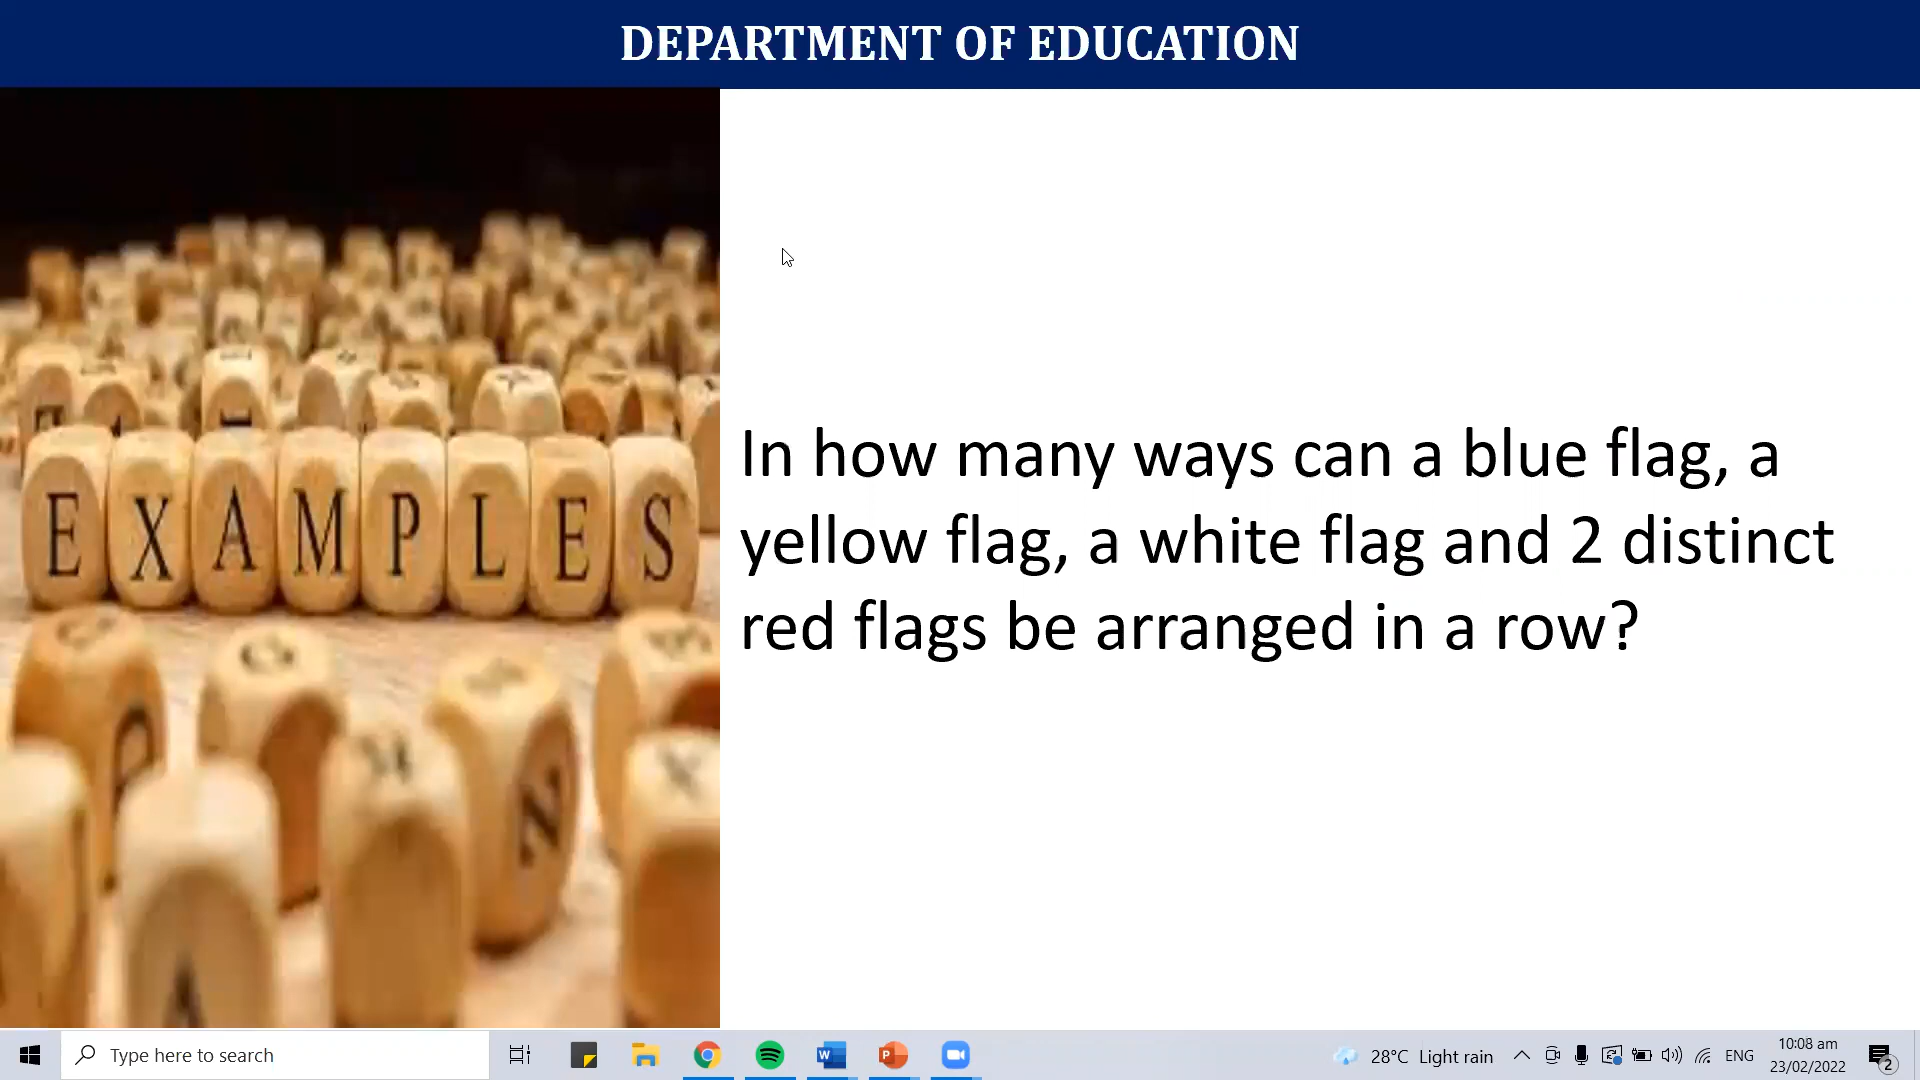 DEPARTMENT OF EDUCATION
EXAMPLES
In how many ways can a blue flag, a
yellow flag, a white flag and 2 distinct
red flags be arranged in a row?
Type here to search
28°C Light rain
ENG
10:08 am
23/02/2022
2